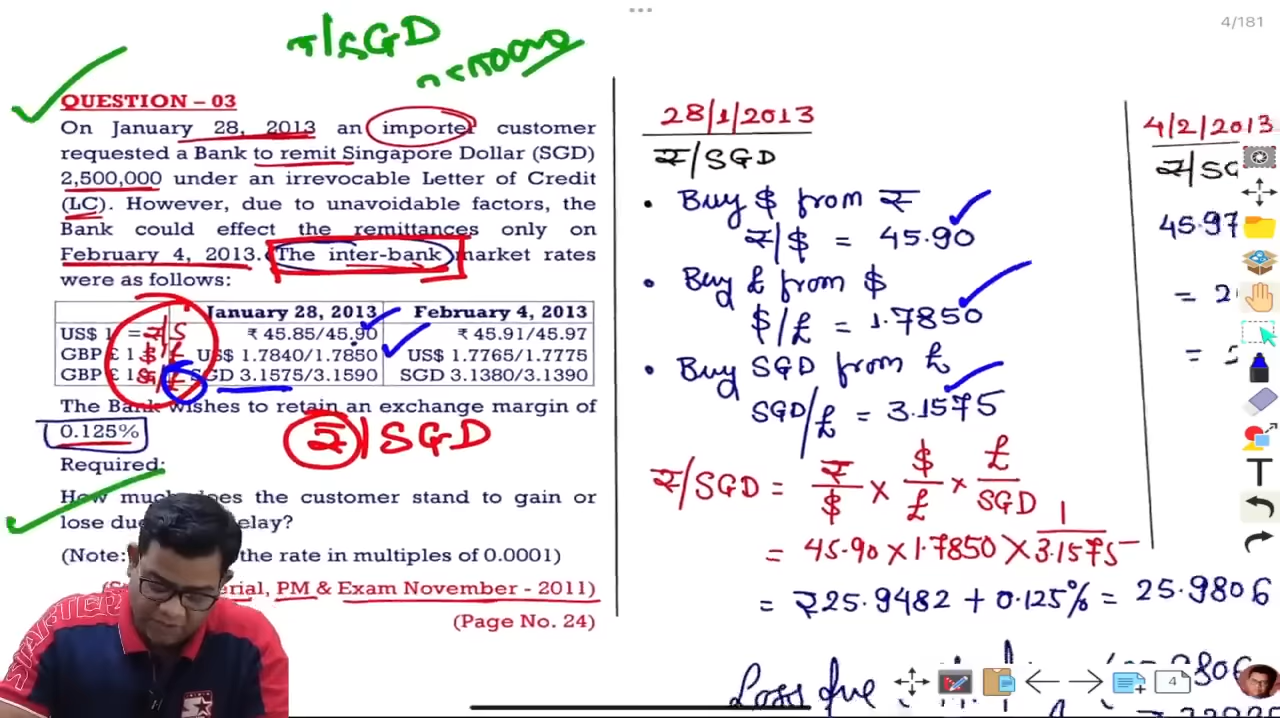 4/181
₹/SGD
QUESTION – 03
On January 28, 2013 an importer customer
requested a Bank to remit Singapore Dollar (SGD)
2,500,000 under an irrevocable Letter of Credit
(LC). However, due to unavoidable factors, the
Bank could effect the remittances only on
February 4, 2013. The inter-bank market rates
were as follows:
January 28, 2013 February 4, 2013
US$ 1 = ₹/$ ₹ 45.85/45.90 ₹ 45.91/45.97
GBP £ 1 $/£ US$ 1.7840/1.7850 US$ 1.7765/1.7775
GBP £ 1 SGD 3.1575/3.1590 SGD 3.1380/3.1390
The Bank wishes to retain an exchange margin of
0.125%
₹/SGD
Required:
How much does the customer stand to gain or
lose due elay?
(Note: the rate in multiples of 0.0001)
rial, PM & Exam November - 2011)
(Page No. 24)
STARTER
28/1/2013
₹/SGD
• Buy $ from ₹
₹/$ = 45.90
• Buy £ from $
$/£ = 1.7850
• Buy SGD from £
SGD/£ = 3.1575
₹/SGD = ₹/$ × $/£ × £/SGD
= 45.90 × 1.7850 × 1/3.1575
= ₹25.9482 + 0.125% = 25.9806
Loss due
4/2/2013
₹/SG
45.97
= 2
=
T
4